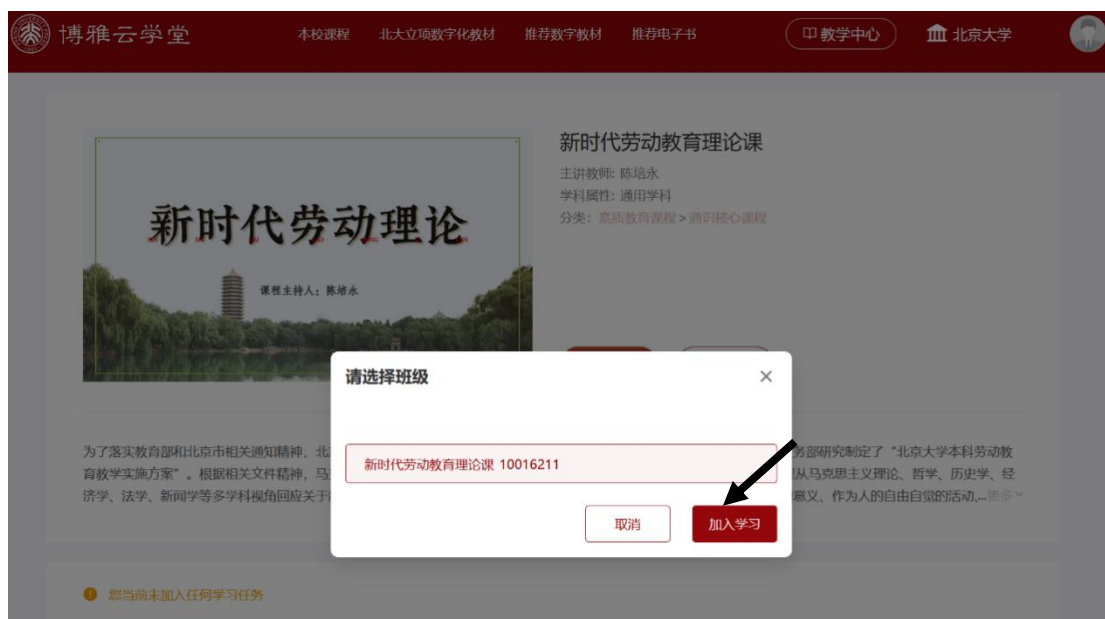 博雅云学堂
本校课程 北大立项数字化教材 推荐数字教材 推荐电子书 教学中心 北京大学
新时代劳动理论
课程主持人：陈培永
新时代劳动教育理论课
主讲教师: 陈培永
学科属性: 通用学科
分类: 素质教育课程 > 通识核心课程
请选择班级
新时代劳动教育理论课 10016211
取消 加入学习
为了落实教育部和北京市相关通知精神，北 务部研究制定了“北京大学本科劳动教
育教学实施方案”。根据相关文件精神，马 从马克思主义理论、哲学、历史学、经
济学、法学、新闻学等多学科视角回应关于 意义、作为人的自由自觉的活动,...更多
您当前未加入任何学习任务